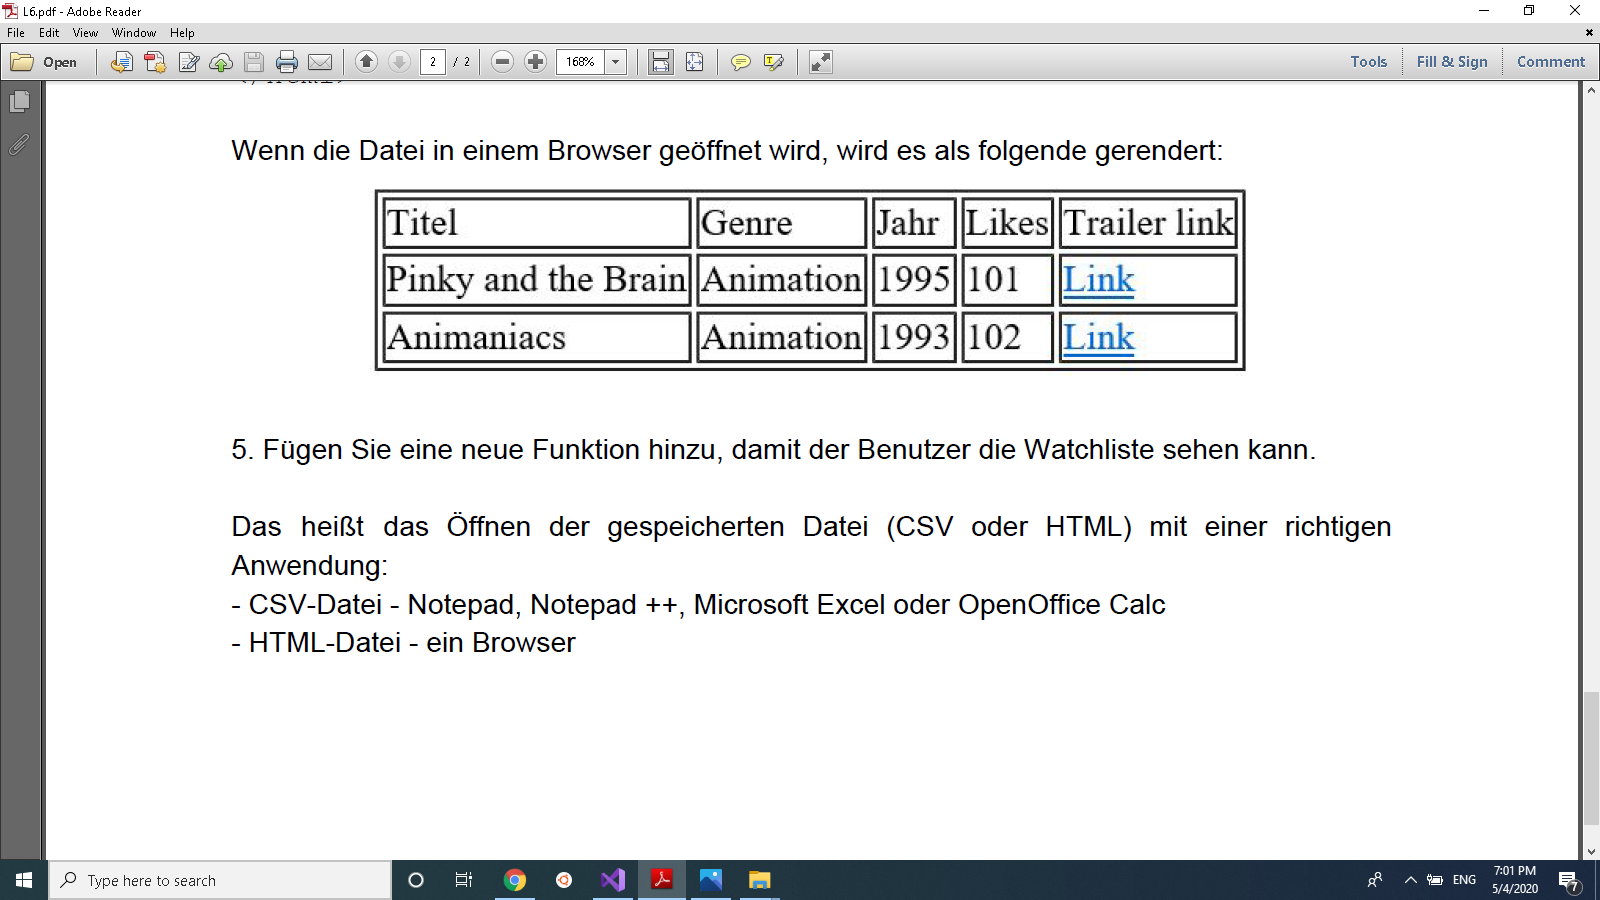 L6.pdf - Adobe Reader
File Edit View Window Help
Open 2 / 2 168% Tools Fill & Sign Comment
Wenn die Datei in einem Browser geöffnet wird, wird es als folgende gerendert:
Titel Genre Jahr Likes Trailer link
Pinky and the Brain Animation 1995 101 Link
Animaniacs Animation 1993 102 Link
5. Fügen Sie eine neue Funktion hinzu, damit der Benutzer die Watchliste sehen kann.
Das heißt das Öffnen der gespeicherten Datei (CSV oder HTML) mit einer richtigen
Anwendung:
- CSV-Datei - Notepad, Notepad ++, Microsoft Excel oder OpenOffice Calc
- HTML-Datei - ein Browser
Type here to search ENG 7:01 PM
5/4/2020 7